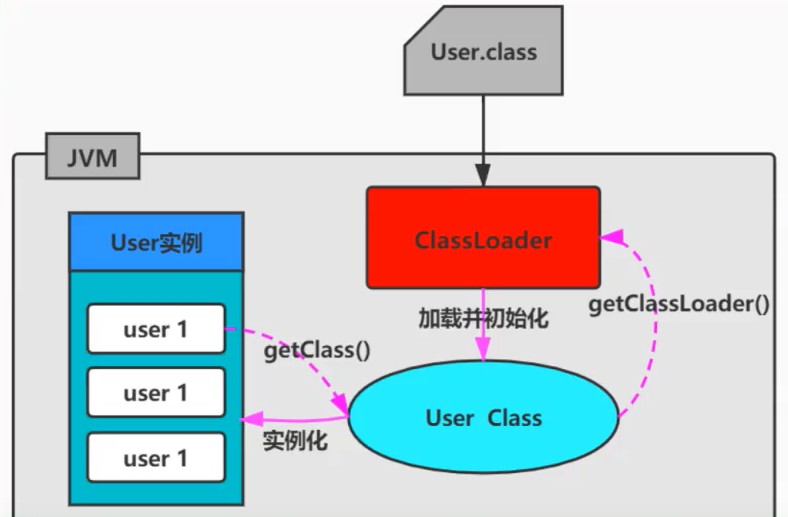 User.class
JVM
User实例
ClassLoader
加载并初始化
getClassLoader()
user 1
getClass()
user 1
User Class
实例化
user 1